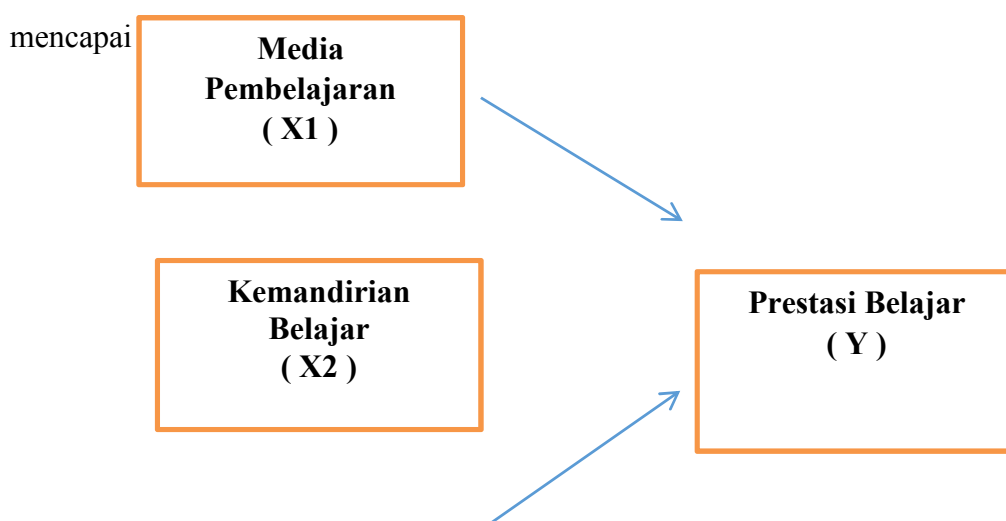 mencapai
Media
Pembelajaran
( X1 )
Kemandirian
Belajar
( X2 )
Prestasi Belajar
( Y )